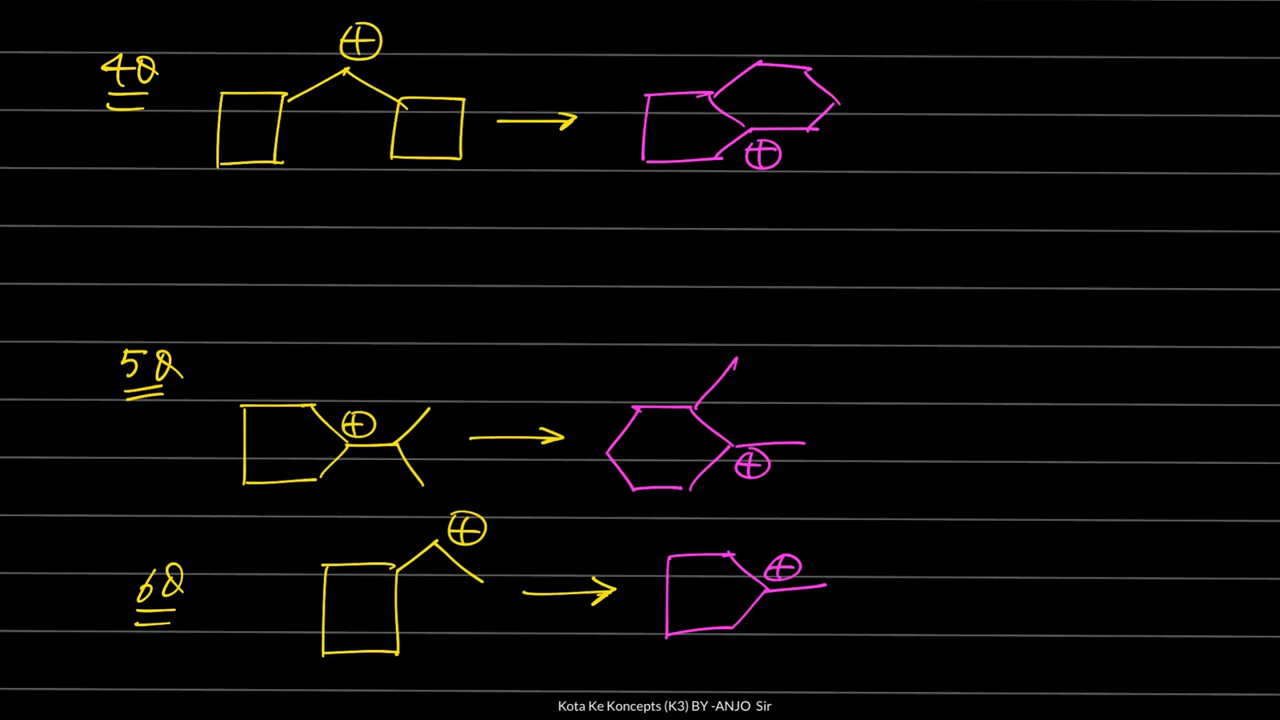 4Q
⊕
⊕
5Q
⊕
⊕
⊕
6Q
⊕
Kota Ke Koncepts (K3) BY -ANJO Sir